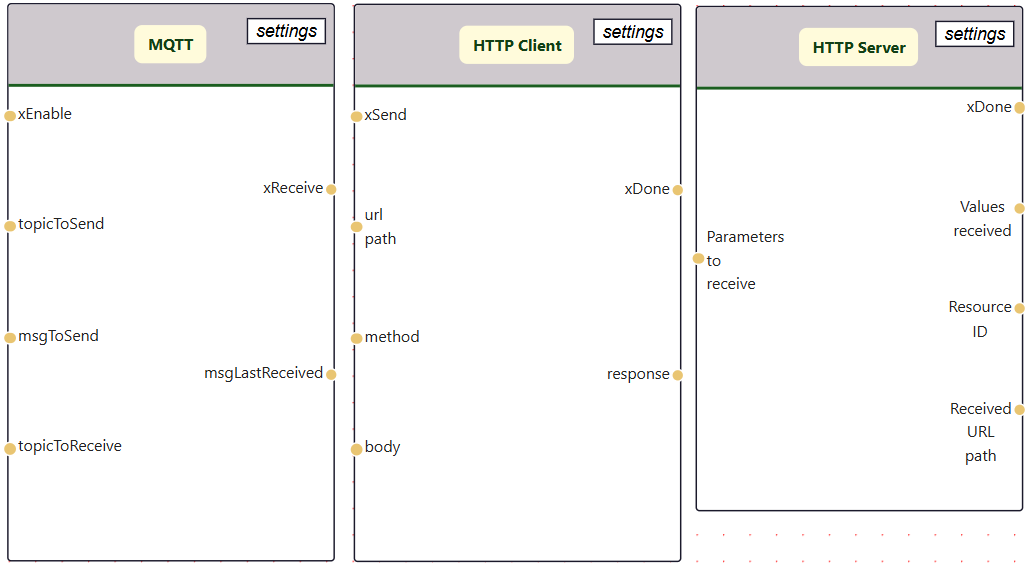 MQTT
settings
xEnable
xReceive
topicToSend
msgToSend
msgLastReceived
topicToReceive
HTTP Client
settings
xSend
xDone
url
path
method
response
body
HTTP Server
settings
xDone
Values
received
Parameters
to
receive
Resource
ID
Received
URL
path